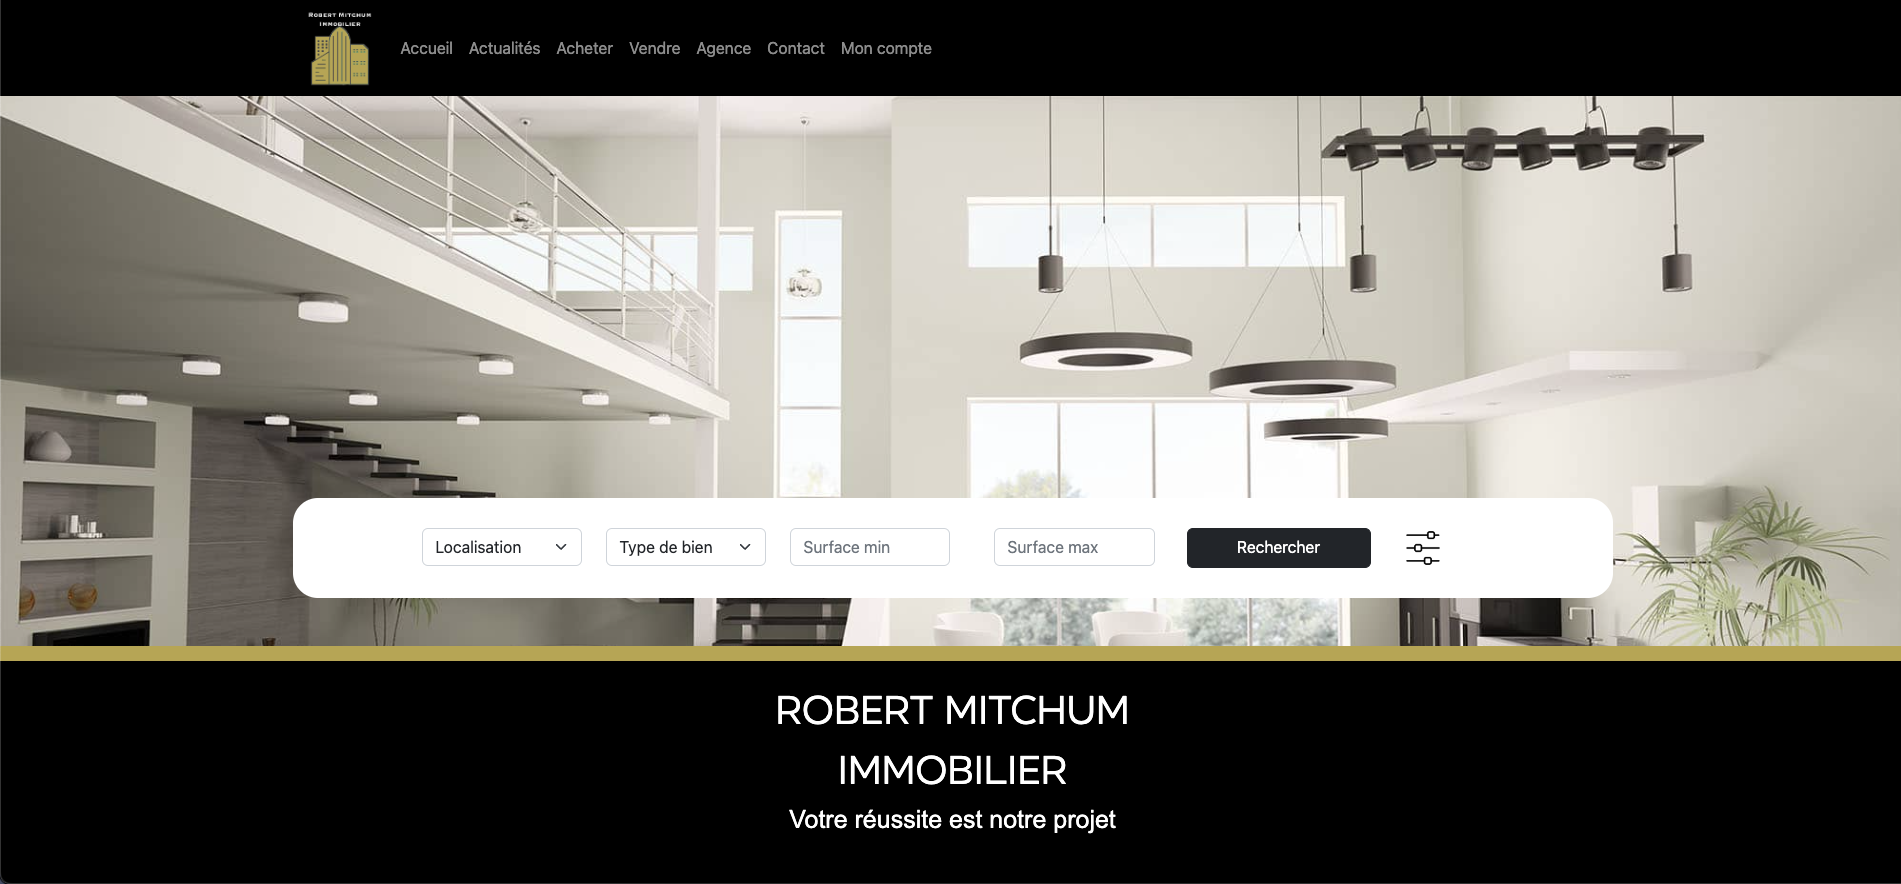 ROBERT MITCHUM
IMMOBILIER
Accueil Actualités Acheter Vendre Agence Contact Mon compte
Localisation Type de bien Surface min Surface max Rechercher
ROBERT MITCHUM
IMMOBILIER
Votre réussite est notre projet